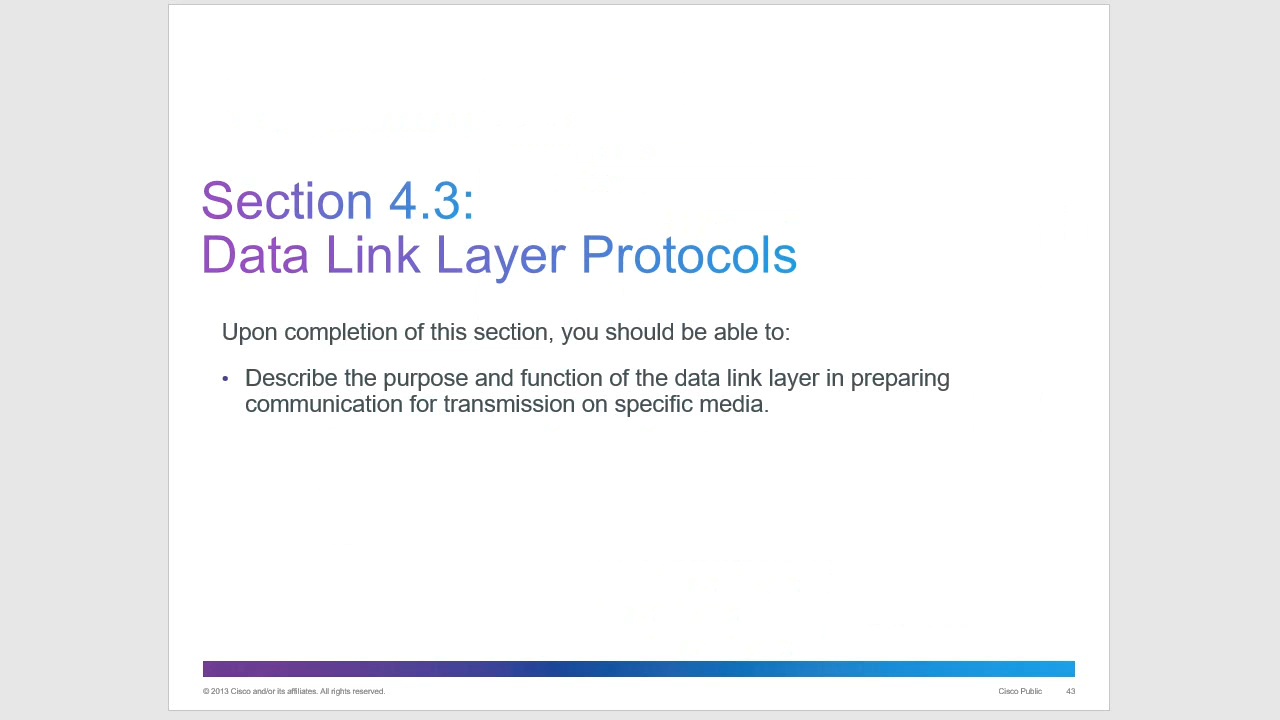 Section 4.3:
Data Link Layer Protocols
Upon completion of this section, you should be able to:
• Describe the purpose and function of the data link layer in preparing
communication for transmission on specific media.
© 2013 Cisco and/or its affiliates. All rights reserved.
Cisco Public
43